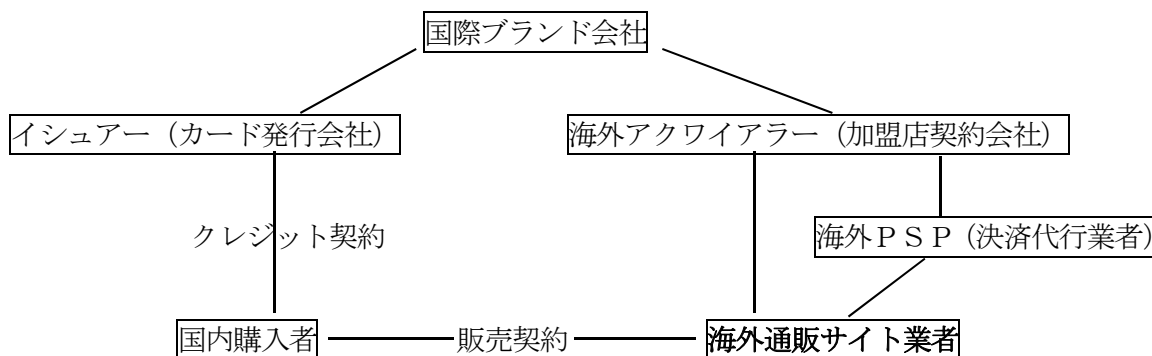 国際ブランド会社
イシュアー（カード発行会社）
海外アクワイアラー（加盟店契約会社）
クレジット契約
海外ＰＳＰ（決済代行業者）
国内購入者
販売契約
海外通販サイト業者